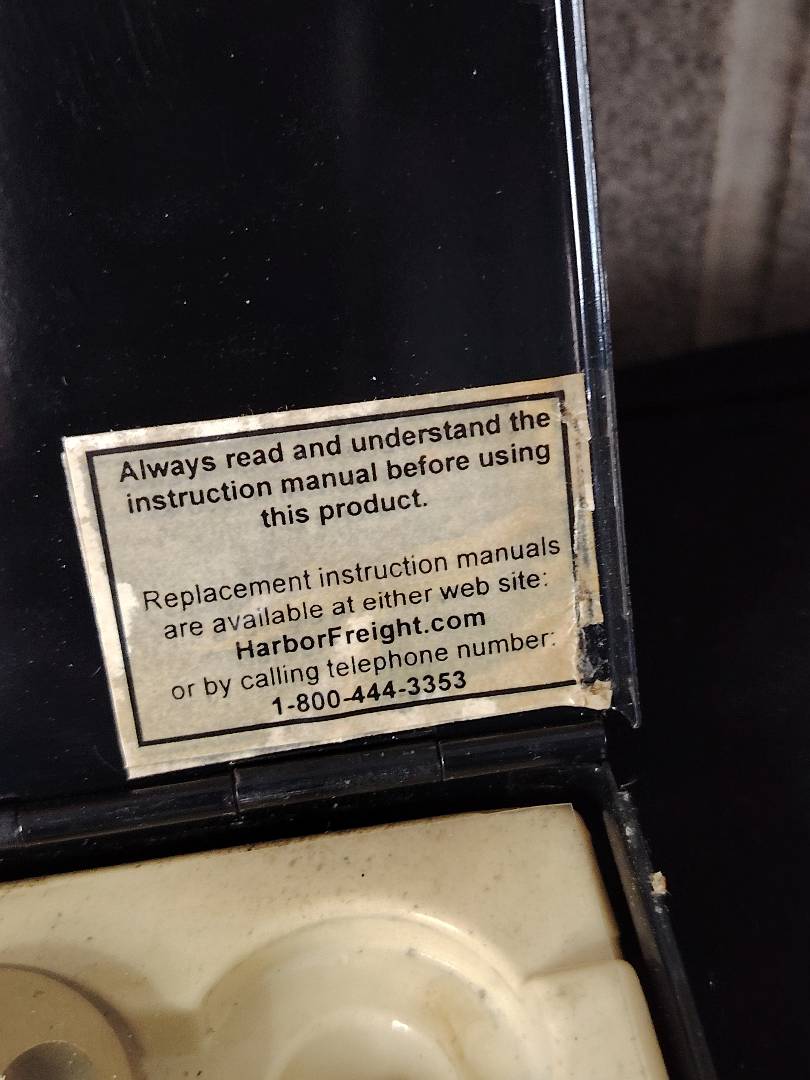 Always read and understand the
instruction manual before using
this product.
Replacement instruction manuals
are available at either web site:
HarborFreight.com
or by calling telephone number:
1-800-444-3353